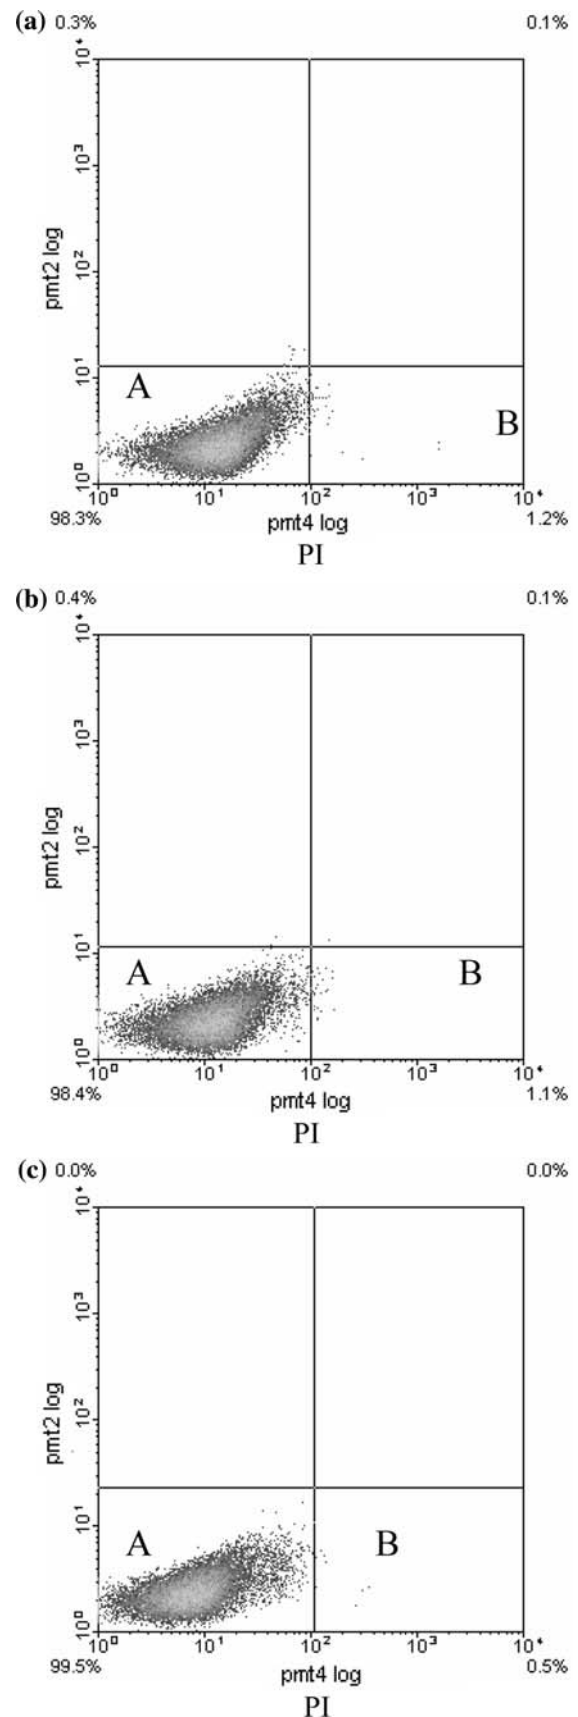 (a) 0.3% 0.1%
10⁴
10³
10²
pmt2 log
10¹
A
B
10⁰
10⁰ 10¹ 10² 10³ 10⁴
98.3% pmt4 log 1.2%
PI
(b) 0.4% 0.1%
10⁴
10³
10²
pmt2 log
10¹
A B
10⁰
10⁰ 10¹ 10² 10³ 10⁴
98.4% pmt4 log 1.1%
PI
(c) 0.0% 0.0%
10⁴
10³
10²
pmt2 log
10¹
A B
10⁰
10⁰ 10¹ 10² 10³ 10⁴
99.5% pmt4 log 0.5%
PI